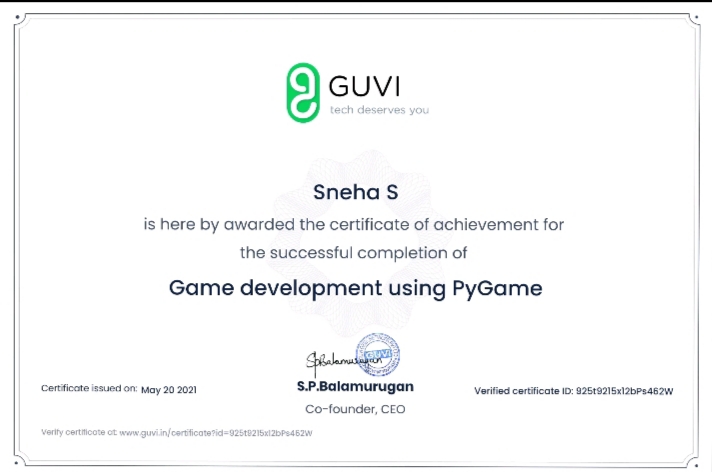 GUVI
tech deserves you
Sneha S
is here by awarded the certificate of achievement for
the successful completion of
Game development using PyGame
SpBalamurugan
GUVI
S.P.Balamurugan
Co-founder, CEO
Certificate issued on: May 20 2021
Verified certificate ID: 925t9215x12bPs462W
Verify certificate at: www.guvi.in/certificate?id=925t9215x12bPs462W